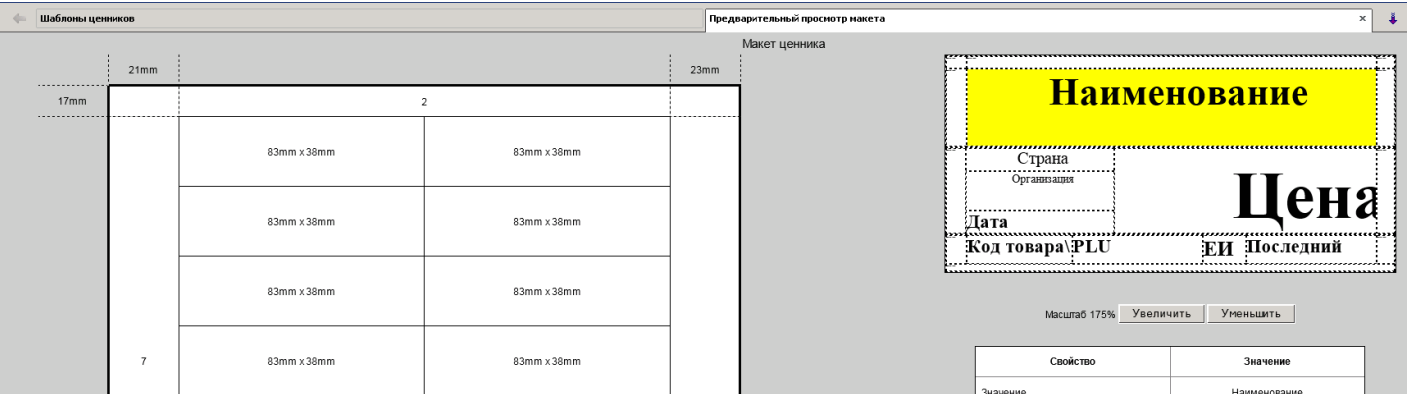 Шаблоны ценников
Предварительный просмотр макета
Макет ценника
21mm
23mm
17mm
2
83mm x 38mm
83mm x 38mm
83mm x 38mm
83mm x 38mm
83mm x 38mm
83mm x 38mm
7
83mm x 38mm
83mm x 38mm
Наименование
Страна
Организация
Цена
Дата
Код товара\ PLU ЕИ Последний
Масштаб 175% Увеличить Уменьшить
Свойство Значение
Значение Наименование